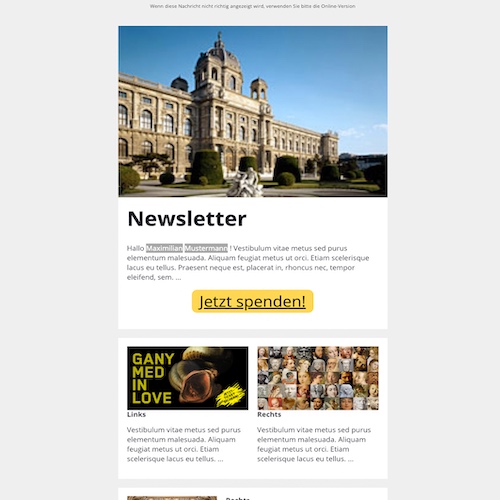 Wenn diese Nachricht nicht richtig angezeigt wird, verwenden Sie bitte die Online-Version
Newsletter
Hallo Maximilian Mustermann ! Vestibulum vitae metus sed purus
elementum malesuada. Aliquam feugiat metus ut orci. Etiam scelerisque
lacus eu tellus. Praesent neque est, placerat in, rhoncus nec, tempor
eleifend, sem. ...
Jetzt spenden!
GANY
MED
IN
LOVE
Links
Vestibulum vitae metus sed purus
elementum malesuada. Aliquam
feugiat metus ut orci. Etiam
scelerisque lacus eu tellus. ...
Rechts
Vestibulum vitae metus sed purus
elementum malesuada. Aliquam
feugiat metus ut orci. Etiam
scelerisque lacus eu tellus. ...